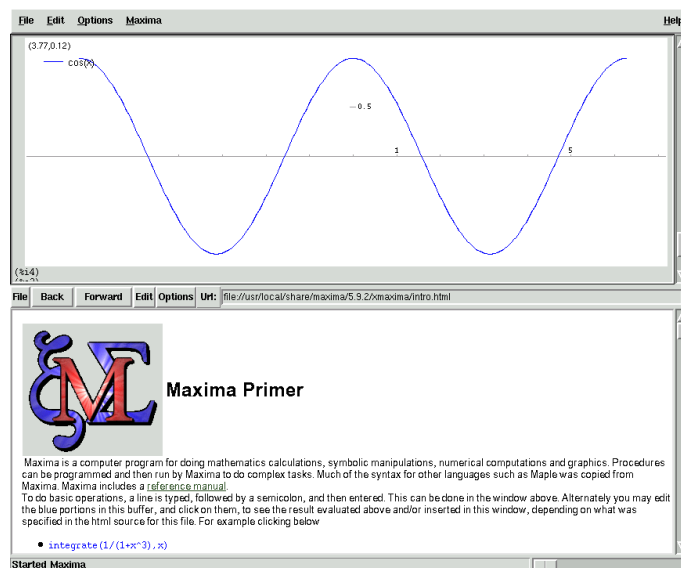 File Edit Options Maxima Help
(3.77,0.12)
cos(x)
-0.5
1
5
(%i4)
File Back Forward Edit Options Url: file://usr/local/share/maxima/5.9.2/xmaxima/intro.html
Maxima Primer
Maxima is a computer program for doing mathematics calculations, symbolic manipulations, numerical computations and graphics. Procedures
can be programmed and then run by Maxima to do complex tasks. Much of the syntax for other languages such as Maple was copied from
Maxima. Maxima includes a reference manual.
To do basic operations, a line is typed, followed by a semicolon, and then entered. This can be done in the window above. Alternately you may edit
the blue portions in this buffer, and click on them, to see the result evaluated above and/or inserted in this window, depending on what was
specified in the html source for this file. For example clicking below
integrate(1/(1+x^3),x)
Started Maxima